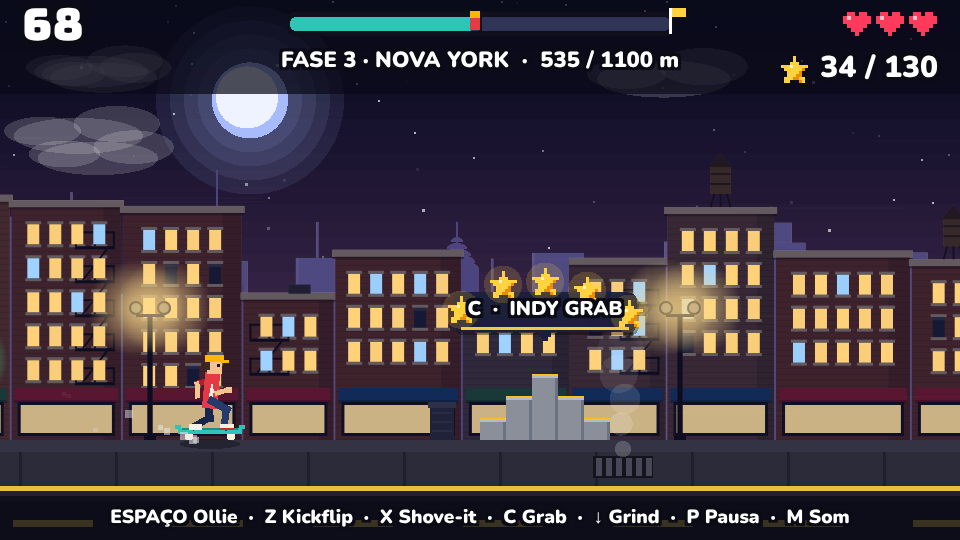 68
FASE 3 · NOVA YORK · 535 / 1100 m
34 / 130
C · INDY GRAB
ESPAÇO Ollie · Z Kickflip · X Shove-it · C Grab · ↓ Grind · P Pausa · M Som